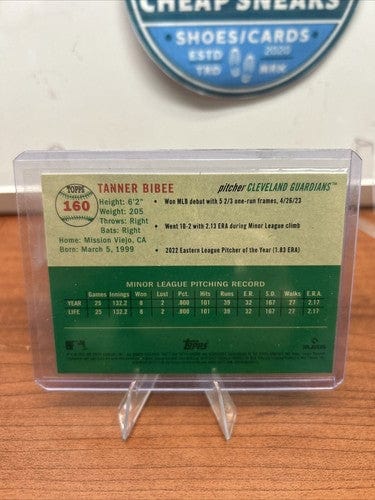 CHEAP SNEAKS
SHOES/CARDS
ESTD 2020
TRD MRK
TOPPS
160
TANNER BIBEE
pitcher CLEVELAND GUARDIANS™
Height: 6'2"
Weight: 205
Throws: Right
Bats: Right
Home: Mission Viejo, CA
Born: March 5, 1999
• Won MLB debut with 5 2/3 one-run frames, 4/26/23
• Went 10-2 with 2.13 ERA during Minor League climb
• 2022 Eastern League Pitcher of the Year (1.83 ERA)
MINOR LEAGUE PITCHING RECORD
Games Innings Won Lost Pct. Hits Runs E.R. S.O. Walks E.R.A.
YEAR 25 132.2 8 2 .800 101 39 32 167 27 2.17
LIFE 25 132.2 8 2 .800 101 39 32 167 27 2.17
Topps